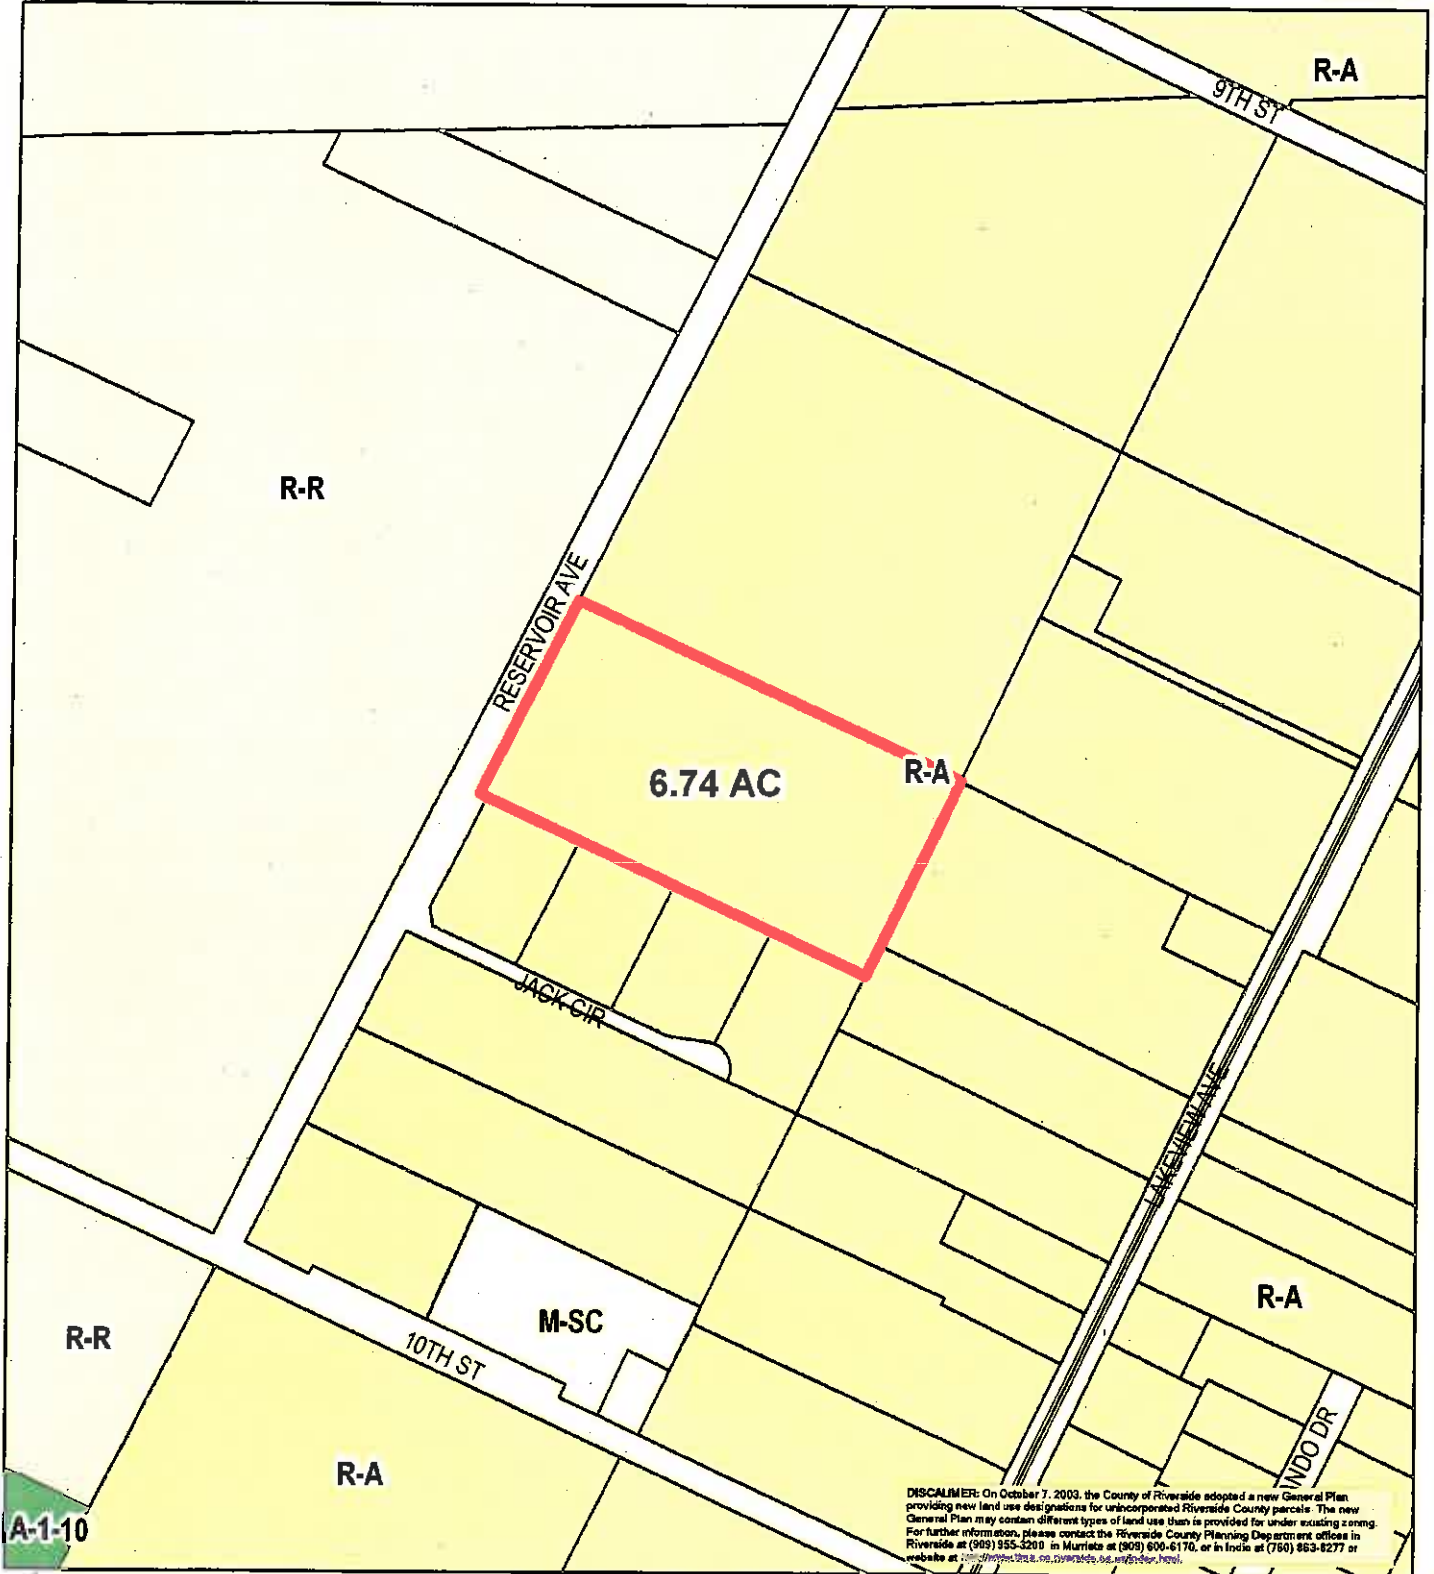 R-A
9TH ST
R-R
RESERVOIR AVE
6.74 AC
R-A
JACK CIR
LAKEVIEW AVE
R-A
M-SC
R-R
10TH ST
NDO DR
R-A
A-1-10
DISCLAIMER: On October 7, 2003, the County of Riverside adopted a new General Plan
providing new land use designations for unincorporated Riverside County parcels. The new
General Plan may contain different types of land use than is provided for under existing zoning.
For further information, please contact the Riverside County Planning Department offices in
Riverside at (909) 955-3200 in Murrieta at (909) 600-6170, or in Indio at (760) 863-8277 or
website at